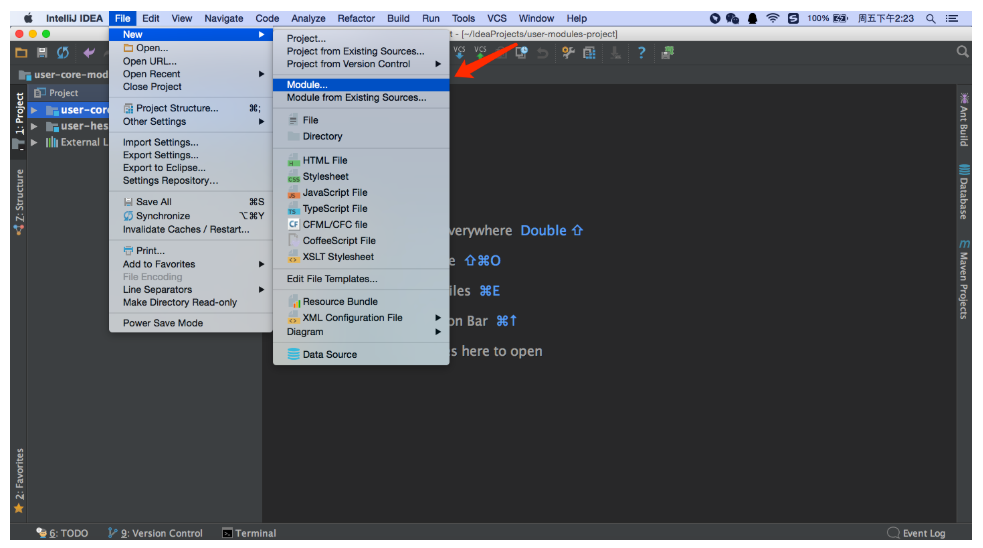 IntelliJ IDEA File Edit View Navigate Code Analyze Refactor Build Run Tools VCS Window Help 100% 周五下午2:23
t - [~/IdeaProjects/user-modules-project]
New
Open...
Open URL...
Open Recent
Close Project
Project Structure... ⌘;
Other Settings
Import Settings...
Export Settings...
Export to Eclipse...
Settings Repository...
Save All ⌘S
Synchronize ⌥⌘Y
Invalidate Caches / Restart...
Print...
Add to Favorites
File Encoding
Line Separators
Make Directory Read-only
Power Save Mode
Project...
Project from Existing Sources...
Project from Version Control
Module...
Module from Existing Sources...
File
Directory
HTML File
Stylesheet
JavaScript File
TypeScript File
CFML/CFC file
CoffeeScript File
XSLT Stylesheet
Edit File Templates...
Resource Bundle
XML Configuration File
Diagram
Data Source
VCS VCS
user-core-mod
Project
user-core
user-hes
External L
1: Project
Z: Structure
2: Favorites
verywhere Double ⇧
e ⇧⌘O
iles ⌘E
on Bar ⌘↑
s here to open
Ant Build
Database
Maven Projects
6: TODO 9: Version Control Terminal Event Log